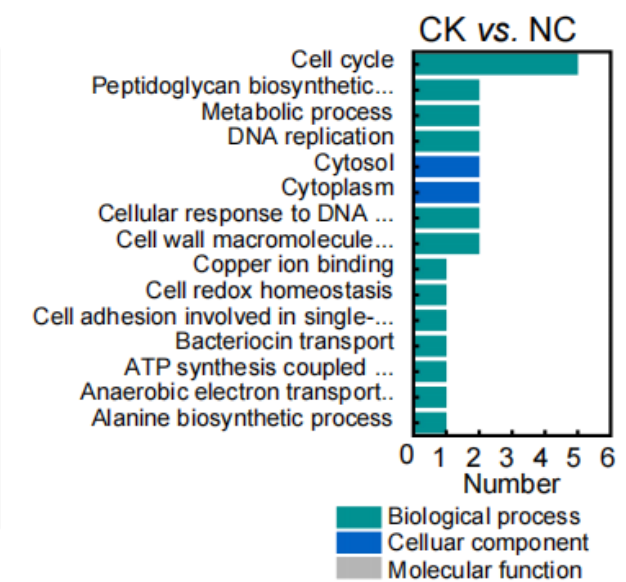 CK vs. NC
Cell cycle
Peptidoglycan biosynthetic...
Metabolic process
DNA replication
Cytosol
Cytoplasm
Cellular response to DNA ...
Cell wall macromolecule...
Copper ion binding
Cell redox homeostasis
Cell adhesion involved in single-...
Bacteriocin transport
ATP synthesis coupled ...
Anaerobic electron transport..
Alanine biosynthetic process
0 1 2 3 4 5 6
Number
Biological process
Celluar component
Molecular function